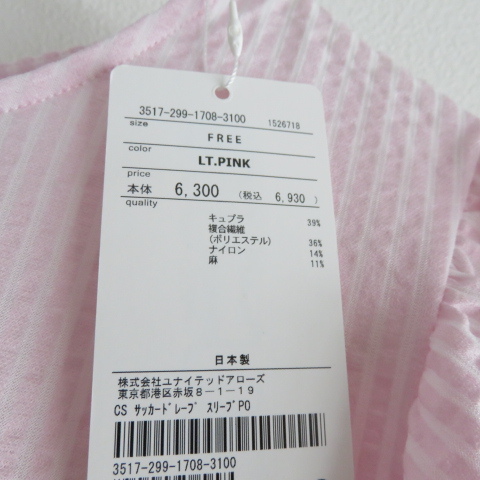 3517-299-1708-3100 1526718
size
FREE
color
LT.PINK
price
本体 6,300 (税込 6,930)
quality
キュプラ 39%
複合繊維
(ポリエステル) 36%
ナイロン 14%
麻 11%
日本製
株式会社ユナイテッドアローズ
東京都港区赤坂8-1-19
CS サッカードレープ スリーブPO
3517-299-1708-3100